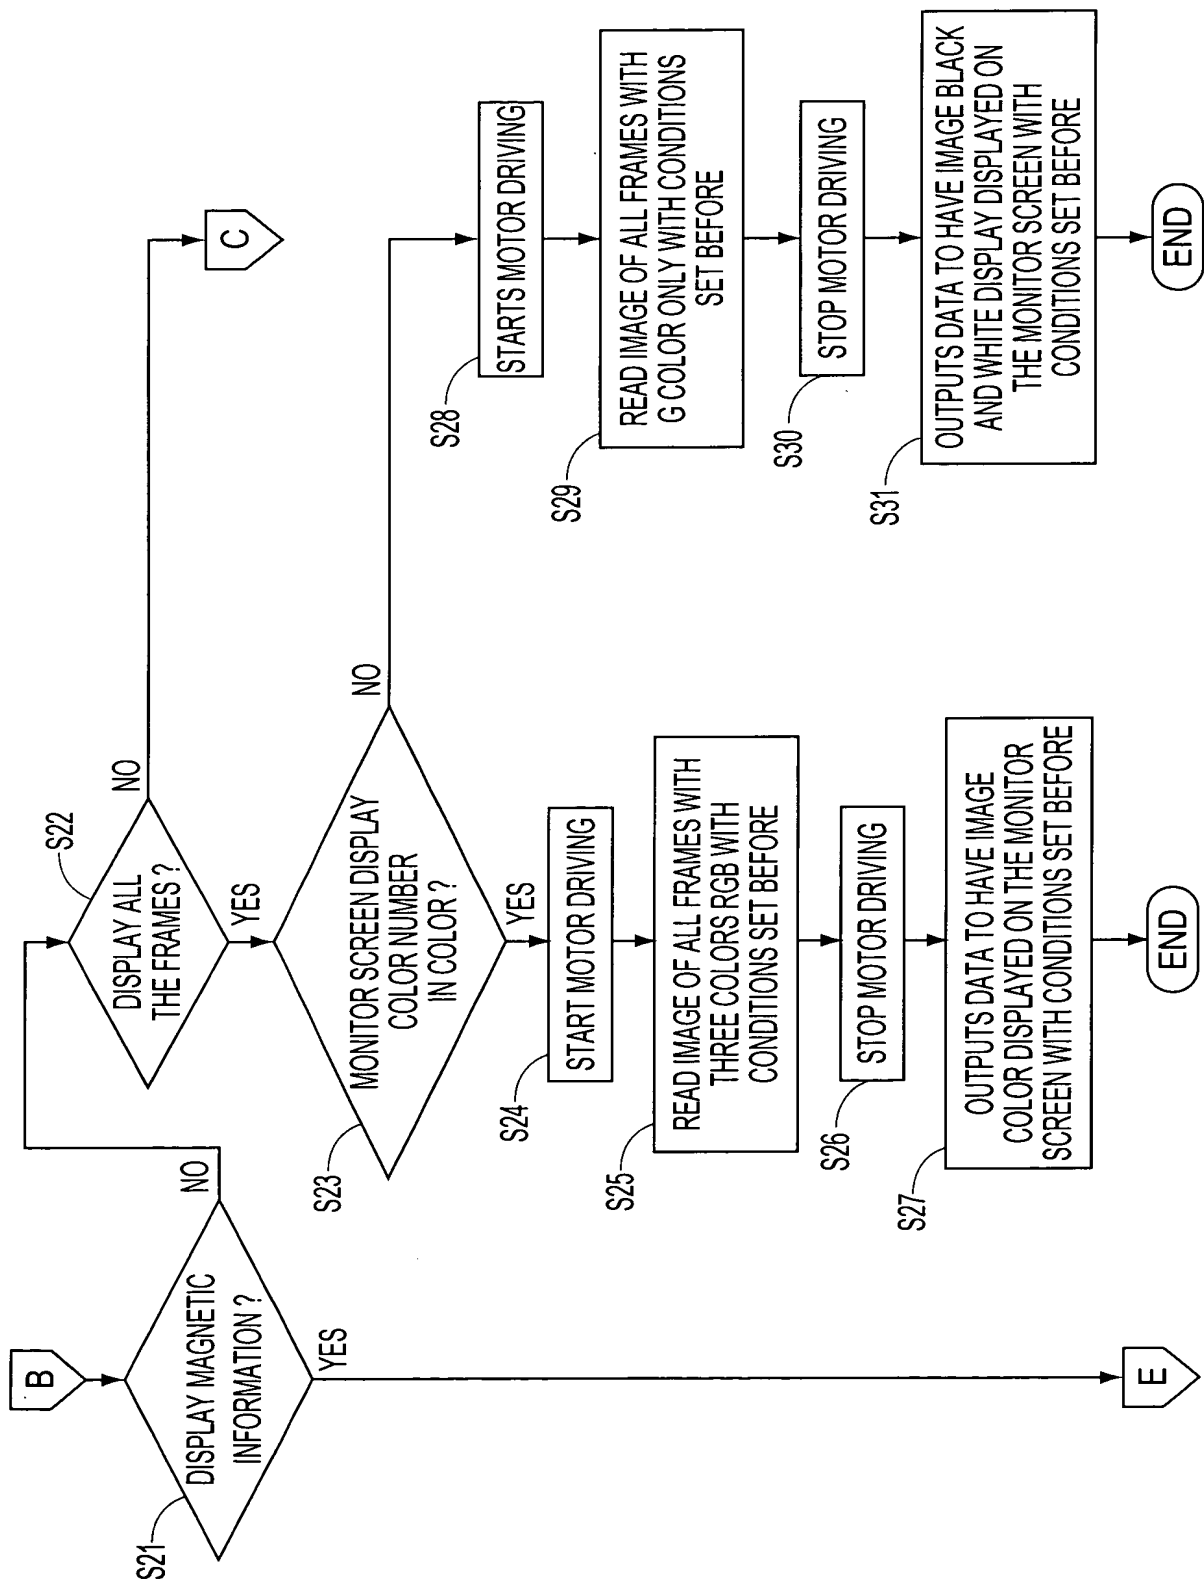 B
S21
DISPLAY MAGNETIC
INFORMATION ?
NO
YES
E
S22
DISPLAY ALL
THE FRAMES ?
NO
YES
C
S23
MONITOR SCREEN DISPLAY
COLOR NUMBER
IN COLOR ?
NO
YES
S24
START MOTOR DRIVING
S25
READ IMAGE OF ALL FRAMES WITH
THREE COLORS RGB WITH
CONDITIONS SET BEFORE
S26
STOP MOTOR DRIVING
S27
OUTPUTS DATA TO HAVE IMAGE
COLOR DISPLAYED ON THE MONITOR
SCREEN WITH CONDITIONS SET BEFORE
END
S28
STARTS MOTOR DRIVING
S29
READ IMAGE OF ALL FRAMES WITH
G COLOR ONLY WITH CONDITIONS
SET BEFORE
S30
STOP MOTOR DRIVING
S31
OUTPUTS DATA TO HAVE IMAGE BLACK
AND WHITE DISPLAY DISPLAYED ON
THE MONITOR SCREEN WITH
CONDITIONS SET BEFORE
END